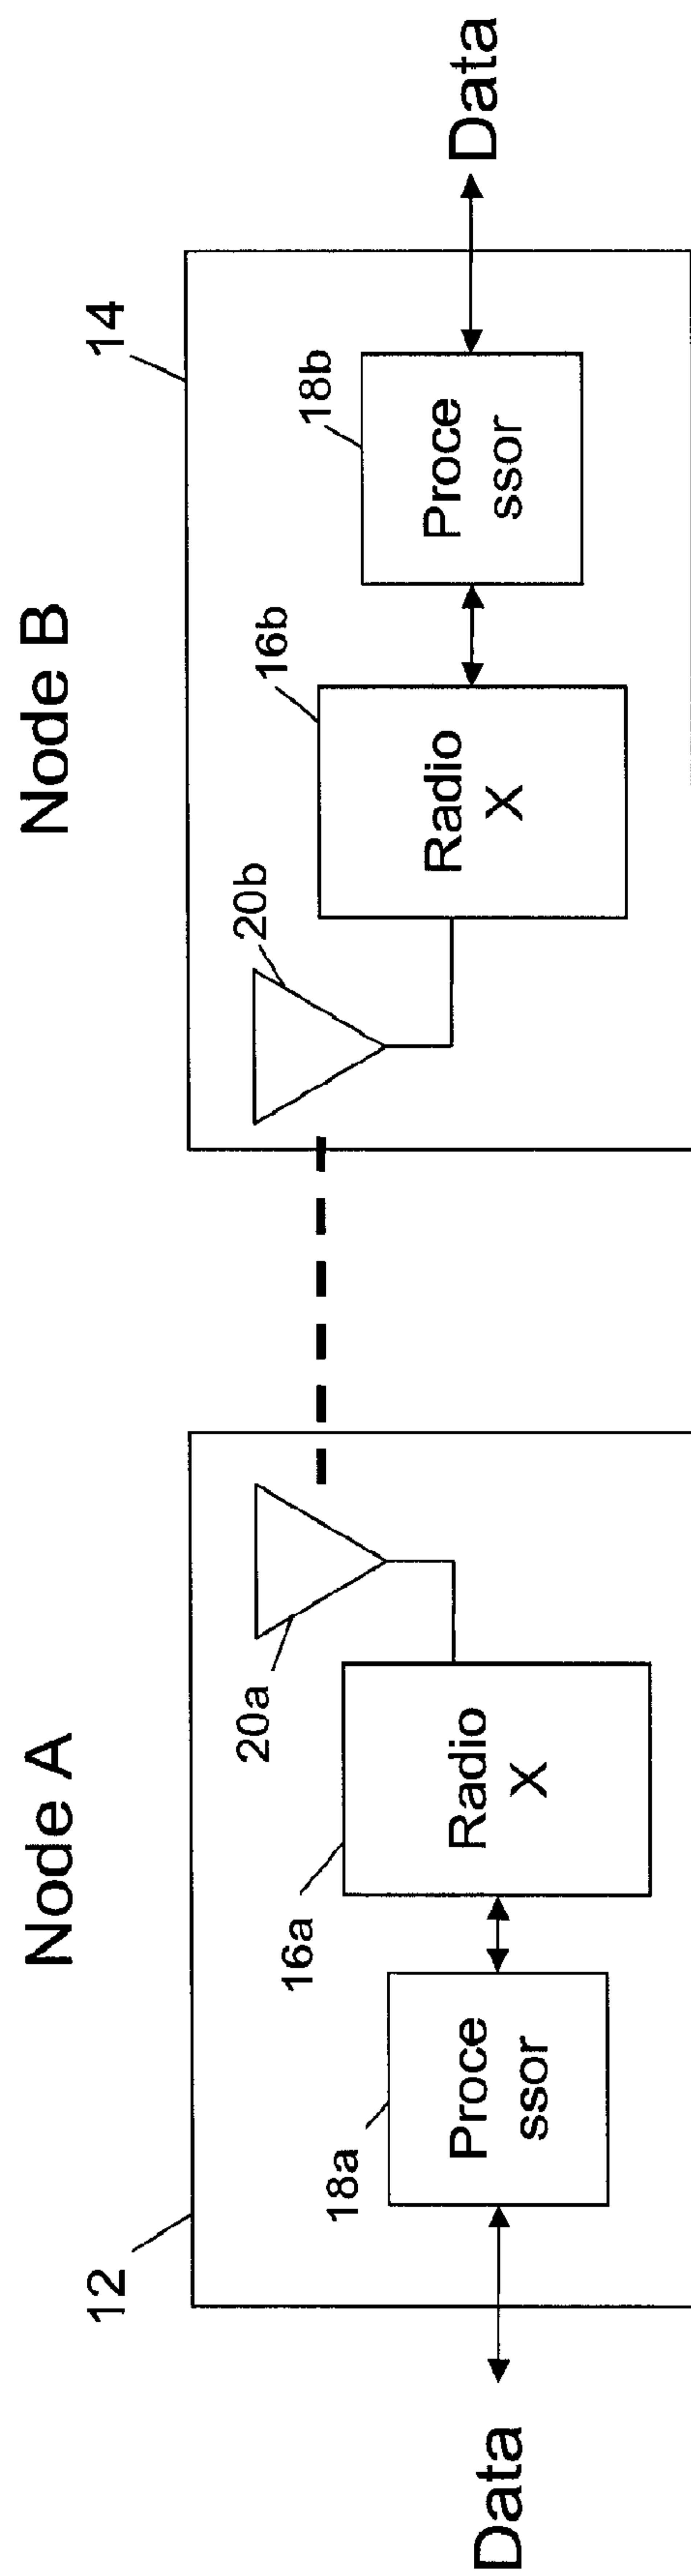 Node A
Node B
12
14
20a
20b
16a
16b
18a
18b
Proce
ssor
Radio
X
Radio
X
Proce
ssor
Data
Data